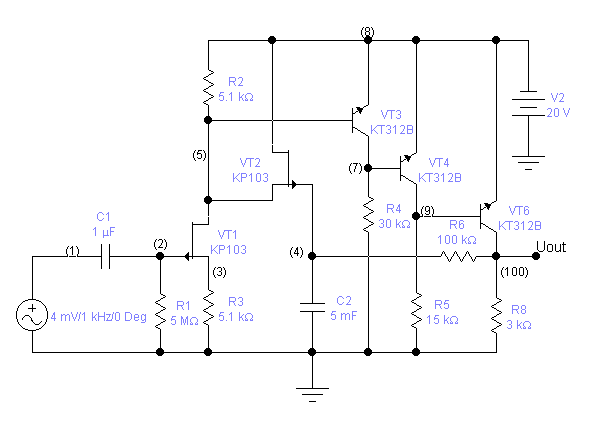 (8)
R2
5.1 kΩ
V2
20 V
VT3
KT312B
(5)
VT2
KP103
(7)
VT4
KT312B
C1
1 μF
R4
30 kΩ
(9)
R6
100 kΩ
VT6
KT312B
VT1
KP103
(1)
(2)
(4)
Uout
(3)
(100)
R1
5 MΩ
R3
5.1 kΩ
C2
5 mF
R5
15 kΩ
R8
3 kΩ
4 mV/1 kHz/0 Deg